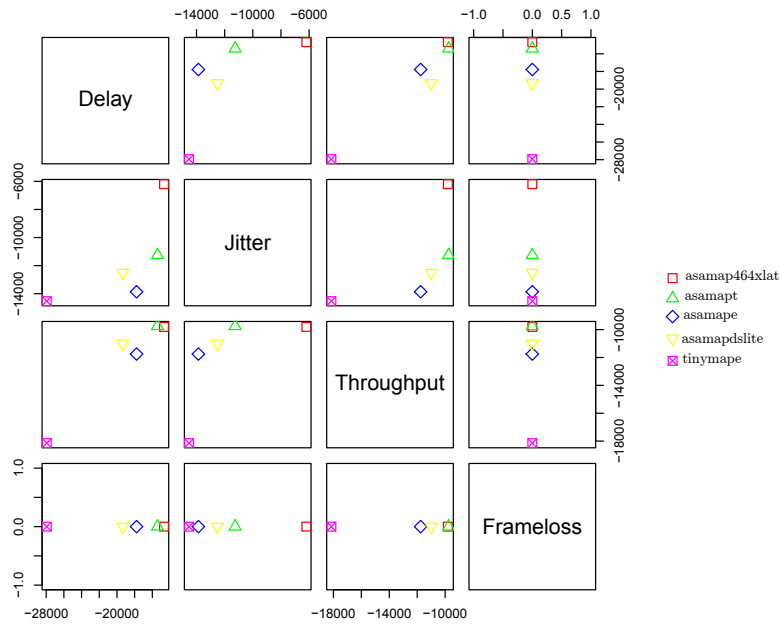 −14000 −10000 −6000
−1.0 0.0 0.5 1.0
Delay
−28000 −20000
−14000 −10000 −6000
Jitter
asamap464xlat
asamapt
asamape
asamapdslite
tinymape
Throughput
−18000 −14000 −10000
−1.0 0.0 1.0
Frameloss
−28000 −20000
−18000 −14000 −10000